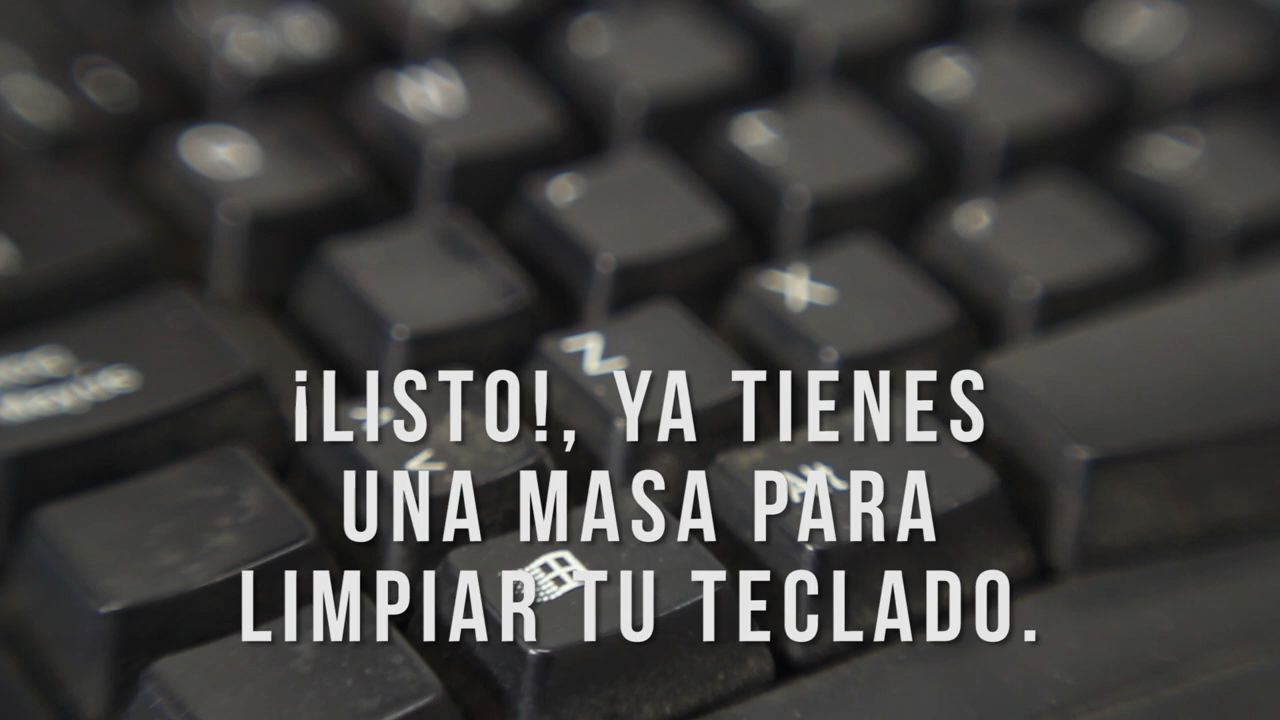 Z
X
¡LISTO!, YA TIENES
UNA MASA PARA
LIMPIAR TU TECLADO.